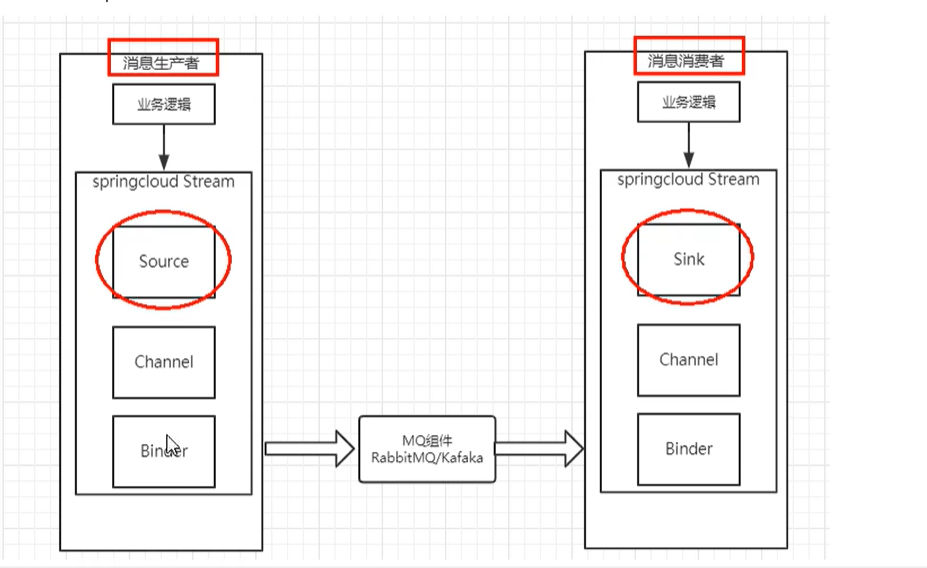 消息生产者
业务逻辑
springcloud Stream
Source
Channel
Binder
MQ组件
RabbitMQ/Kafaka
消息消费者
业务逻辑
springcloud Stream
Sink
Channel
Binder